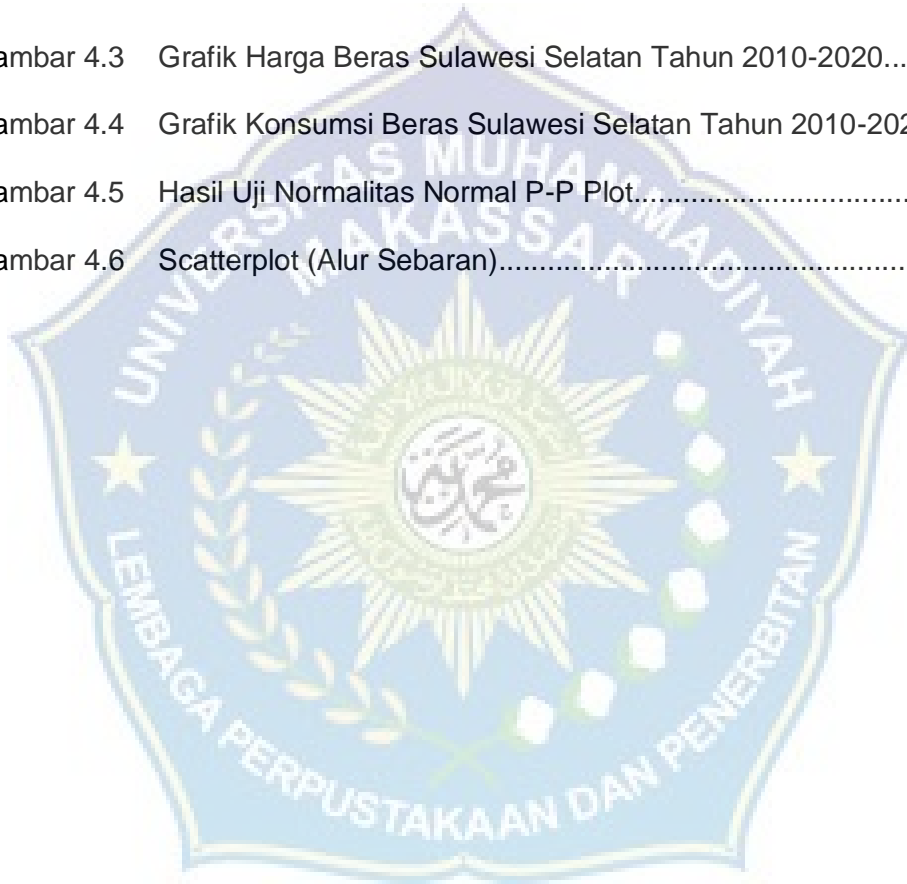 ambar 4.3 Grafik Harga Beras Sulawesi Selatan Tahun 2010-2020...
ambar 4.4 Grafik Konsumsi Beras Sulawesi Selatan Tahun 2010-202
ambar 4.5 Hasil Uji Normalitas Normal P-P Plot..................................
ambar 4.6 Scatterplot (Alur Sebaran)...................................................
UNIVERSITAS MUHAMMADIYAH
MAKASSAR
LEMBAGA PERPUSTAKAAN DAN PENERBITAN